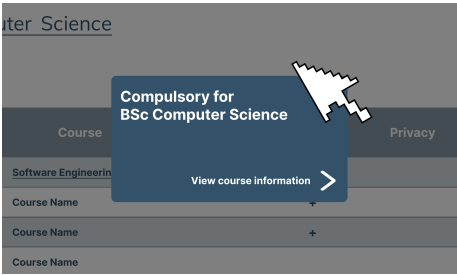 uter Science
Compulsory for
BSc Computer Science
Course
Privacy
Software Engineerin
View course information
Course Name
+
Course Name
+
Course Name